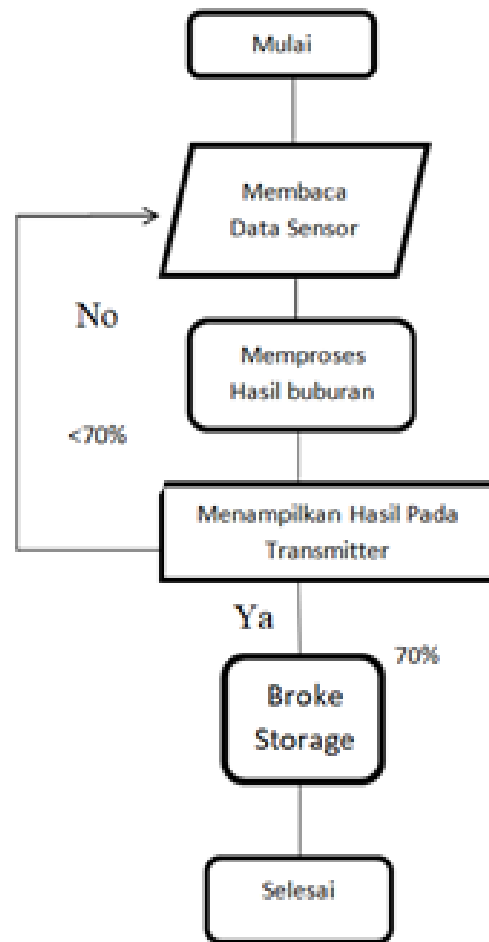 Mulai
Membaca
Data Sensor
No
Memproses
Hasil buburan
<70%
Menampilkan Hasil Pada
Transmitter
Ya
70%
Broke
Storage
Selesai